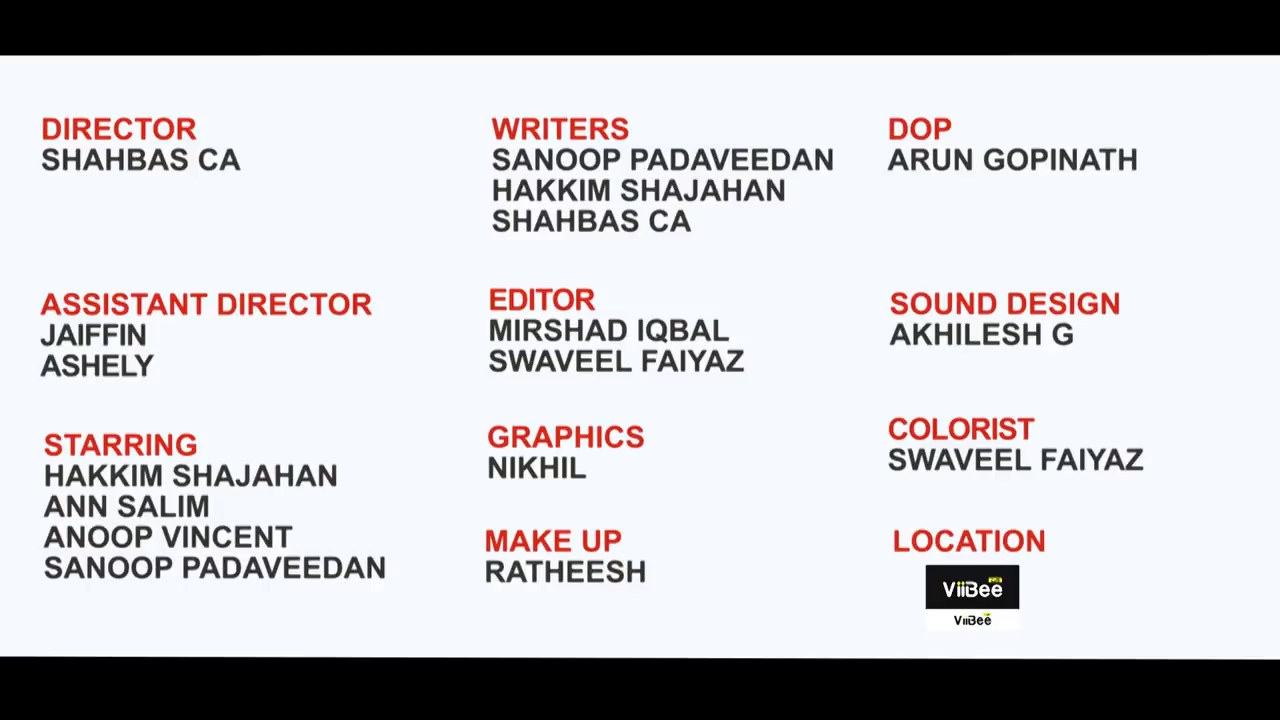 DIRECTOR
SHAHBAS CA
WRITERS
SANOOP PADAVEEDAN
HAKKIM SHAJAHAN
SHAHBAS CA
DOP
ARUN GOPINATH
ASSISTANT DIRECTOR
JAIFFIN
ASHELY
EDITOR
MIRSHAD IQBAL
SWAVEEL FAIYAZ
SOUND DESIGN
AKHILESH G
STARRING
HAKKIM SHAJAHAN
ANN SALIM
ANOOP VINCENT
SANOOP PADAVEEDAN
GRAPHICS
NIKHIL
COLORIST
SWAVEEL FAIYAZ
MAKE UP
RATHEESH
LOCATION
ViiBee
ViiBee